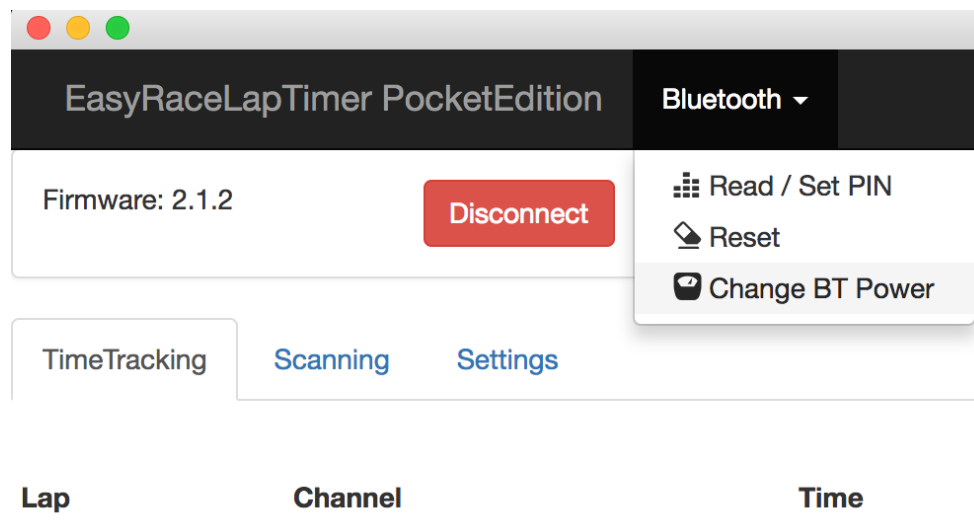 EasyRaceLapTimer PocketEdition Bluetooth
Firmware: 2.1.2 Disconnect
Read / Set PIN
Reset
Change BT Power
TimeTracking Scanning Settings
Lap Channel Time